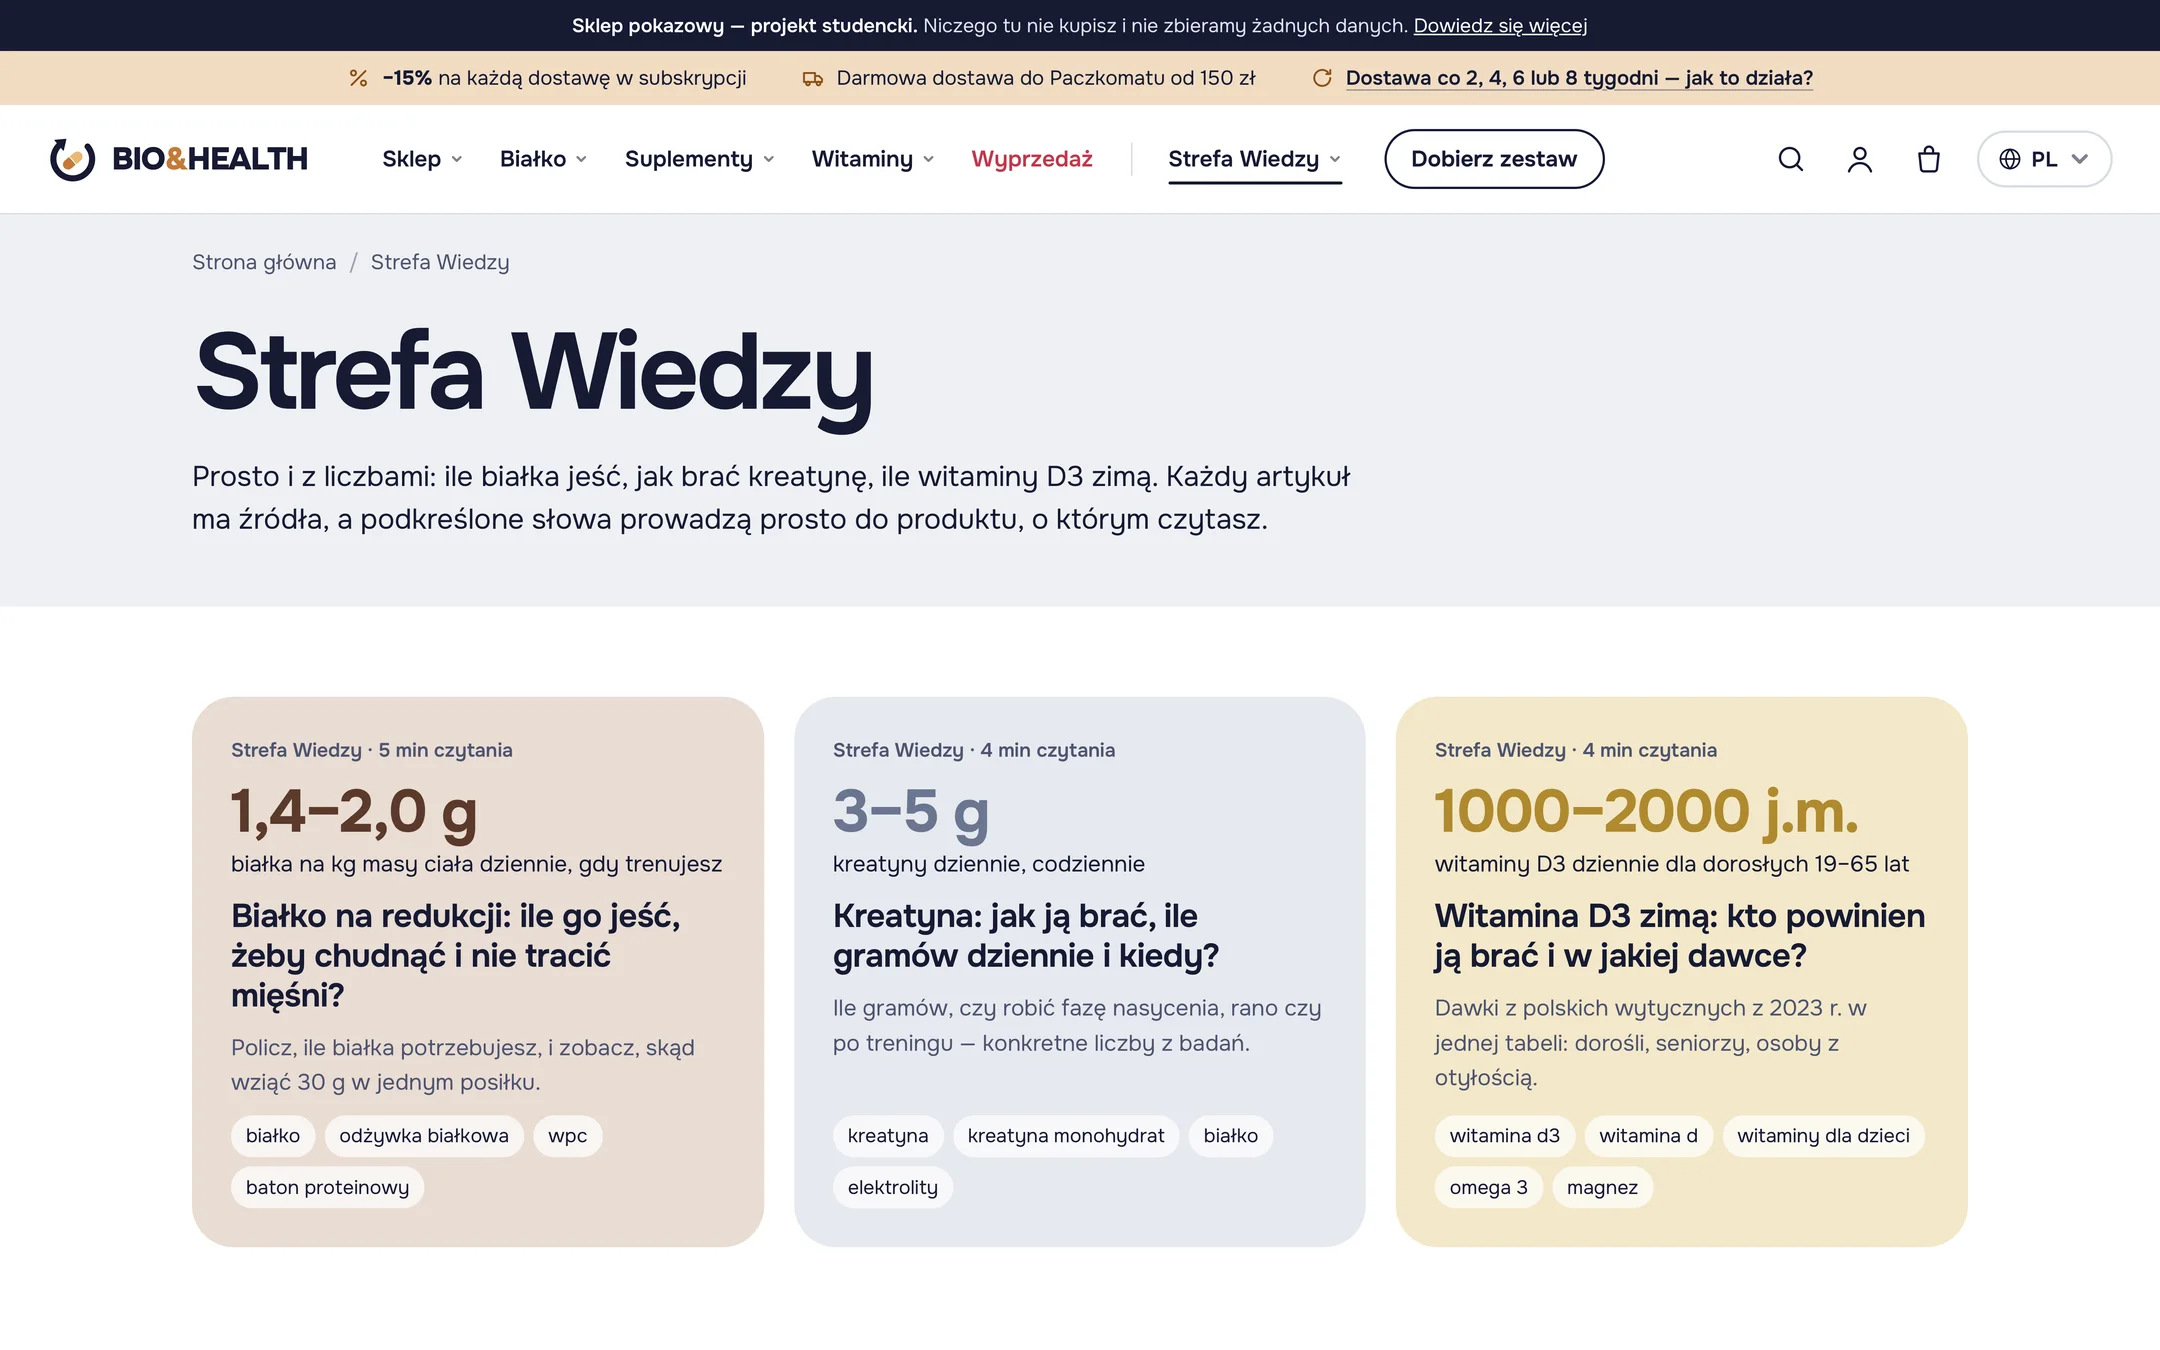 Sklep pokazowy — projekt studencki. Niczego tu nie kupisz i nie zbieramy żadnych danych. Dowiedz się więcej
−15% na każdą dostawę w subskrypcji
Darmowa dostawa do Paczkomatu od 150 zł
Dostawa co 2, 4, 6 lub 8 tygodni — jak to działa?
BIO&HEALTH
Sklep
Białko
Suplementy
Witaminy
Wyprzedaż
Strefa Wiedzy
Dobierz zestaw
PL
Strona główna / Strefa Wiedzy
Strefa Wiedzy
Prosto i z liczbami: ile białka jeść, jak brać kreatynę, ile witaminy D3 zimą. Każdy artykuł
ma źródła, a podkreślone słowa prowadzą prosto do produktu, o którym czytasz.
Strefa Wiedzy · 5 min czytania
1,4–2,0 g
białka na kg masy ciała dziennie, gdy trenujesz
Białko na redukcji: ile go jeść,
żeby chudnąć i nie tracić
mięśni?
Policz, ile białka potrzebujesz, i zobacz, skąd
wziąć 30 g w jednym posiłku.
białko
odżywka białkowa
wpc
baton proteinowy
Strefa Wiedzy · 4 min czytania
3–5 g
kreatyny dziennie, codziennie
Kreatyna: jak ją brać, ile
gramów dziennie i kiedy?
Ile gramów, czy robić fazę nasycenia, rano czy
po treningu — konkretne liczby z badań.
kreatyna
kreatyna monohydrat
białko
elektrolity
Strefa Wiedzy · 4 min czytania
1000–2000 j.m.
witaminy D3 dziennie dla dorosłych 19–65 lat
Witamina D3 zimą: kto powinien
ją brać i w jakiej dawce?
Dawki z polskich wytycznych z 2023 r. w
jednej tabeli: dorośli, seniorzy, osoby z
otyłością.
witamina d3
witamina d
witaminy dla dzieci
omega 3
magnez